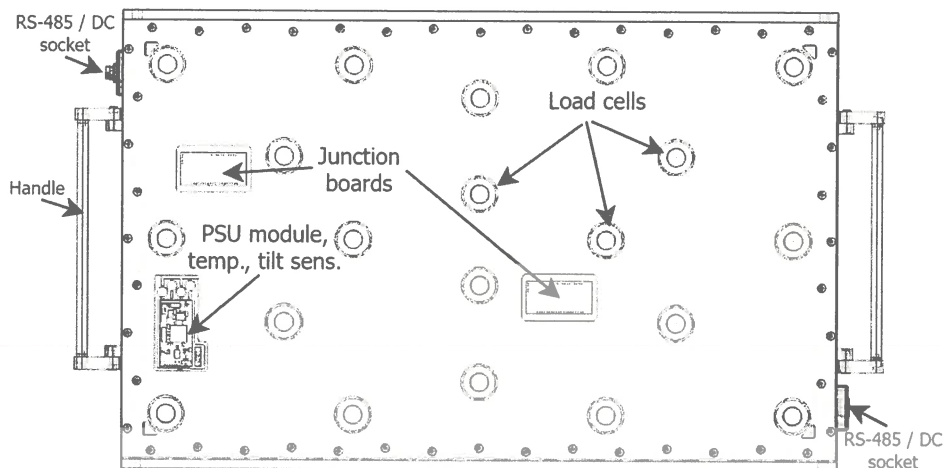 RS-485 / DC
socket
Load cells
Junction
boards
Handle
PSU module,
temp., tilt sens.
RS-485 / DC
socket